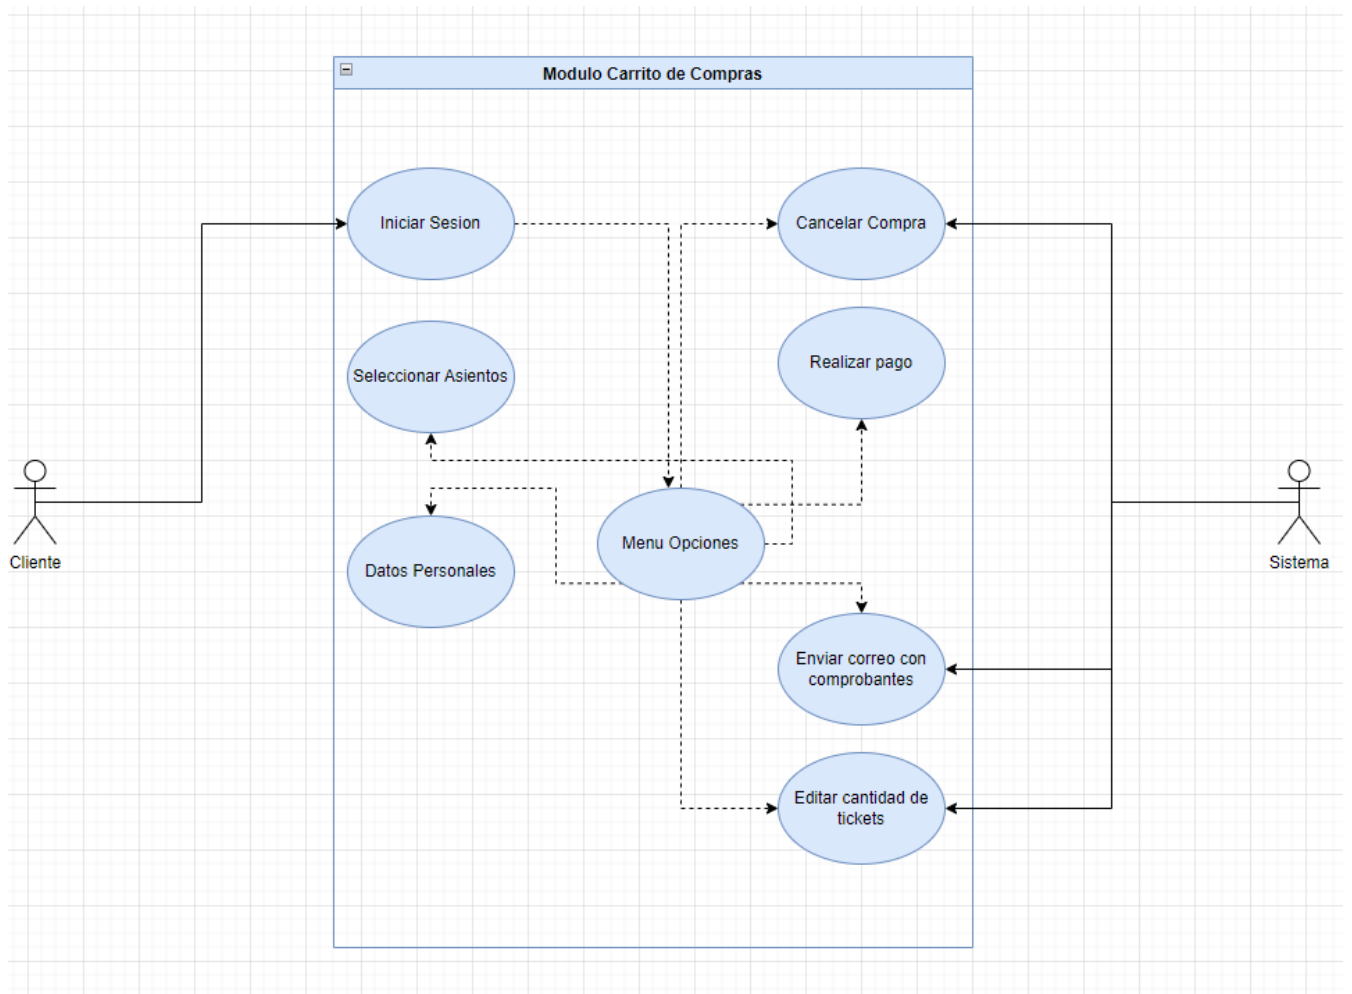 Modulo Carrito de Compras
Iniciar Sesion
Cancelar Compra
Seleccionar Asientos
Realizar pago
Cliente
Datos Personales
Menu Opciones
Sistema
Enviar correo con
comprobantes
Editar cantidad de
tickets